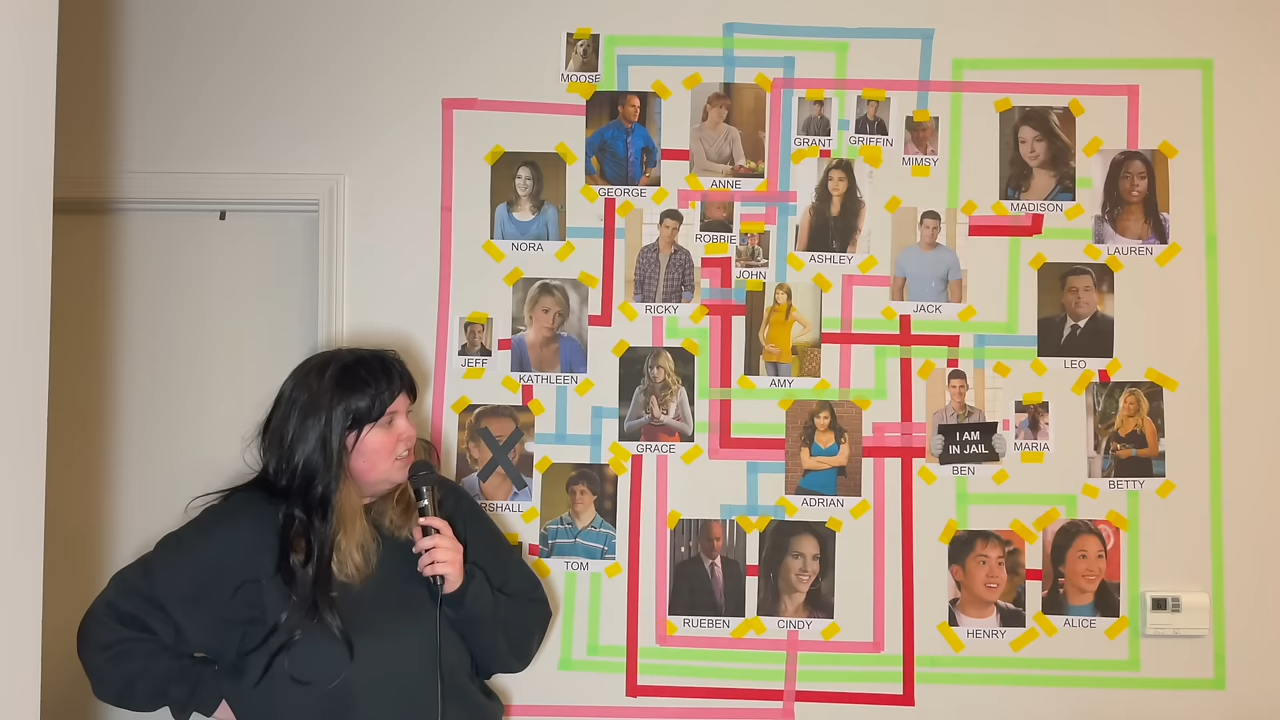 MOOSE
GEORGE
ANNE
GRANT
GRIFFIN
MIMSY
MADISON
LAUREN
NORA
ROBBIE
JOHN
ASHLEY
RICKY
JACK
LEO
JEFF
KATHLEEN
AMY
GRACE
I AM
IN JAIL
BEN
MARIA
BETTY
RSHALL
ADRIAN
TOM
RUEBEN
CINDY
HENRY
ALICE